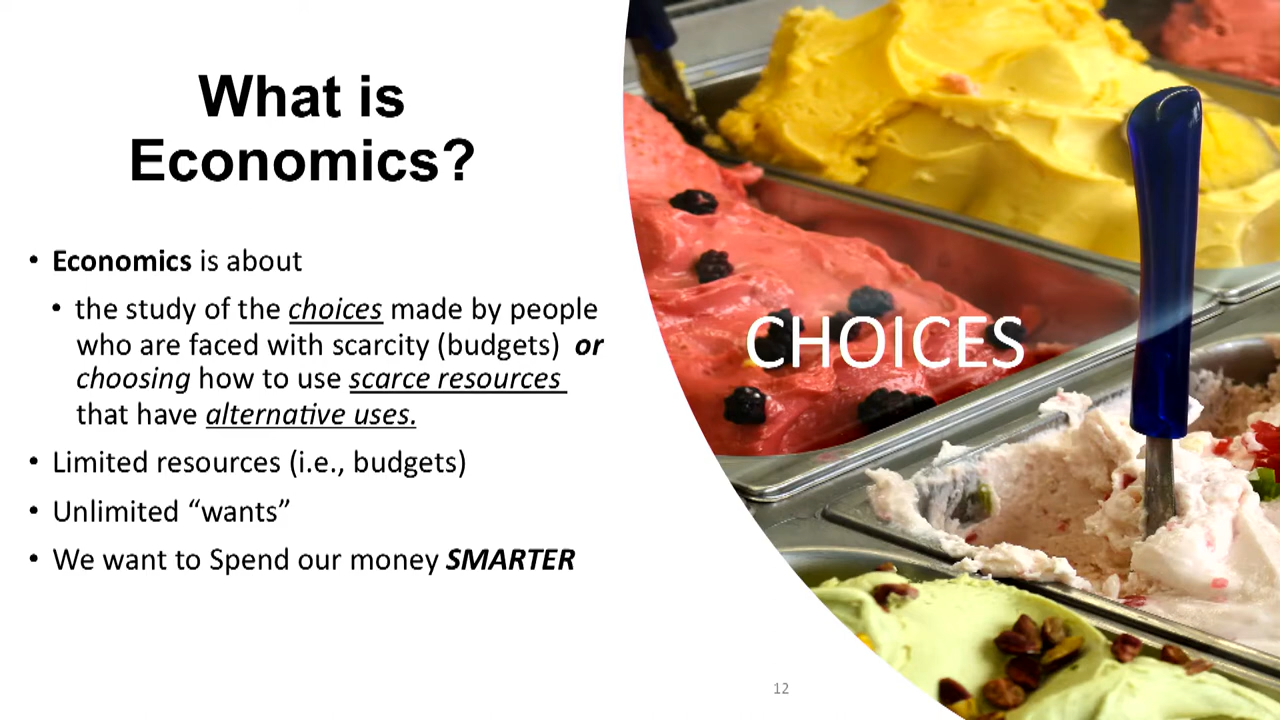 What is
Economics?
• Economics is about
• the study of the choices made by people
who are faced with scarcity (budgets) or
choosing how to use scarce resources
that have alternative uses.
• Limited resources (i.e., budgets)
• Unlimited “wants”
• We want to Spend our money SMARTER
CHOICES
12